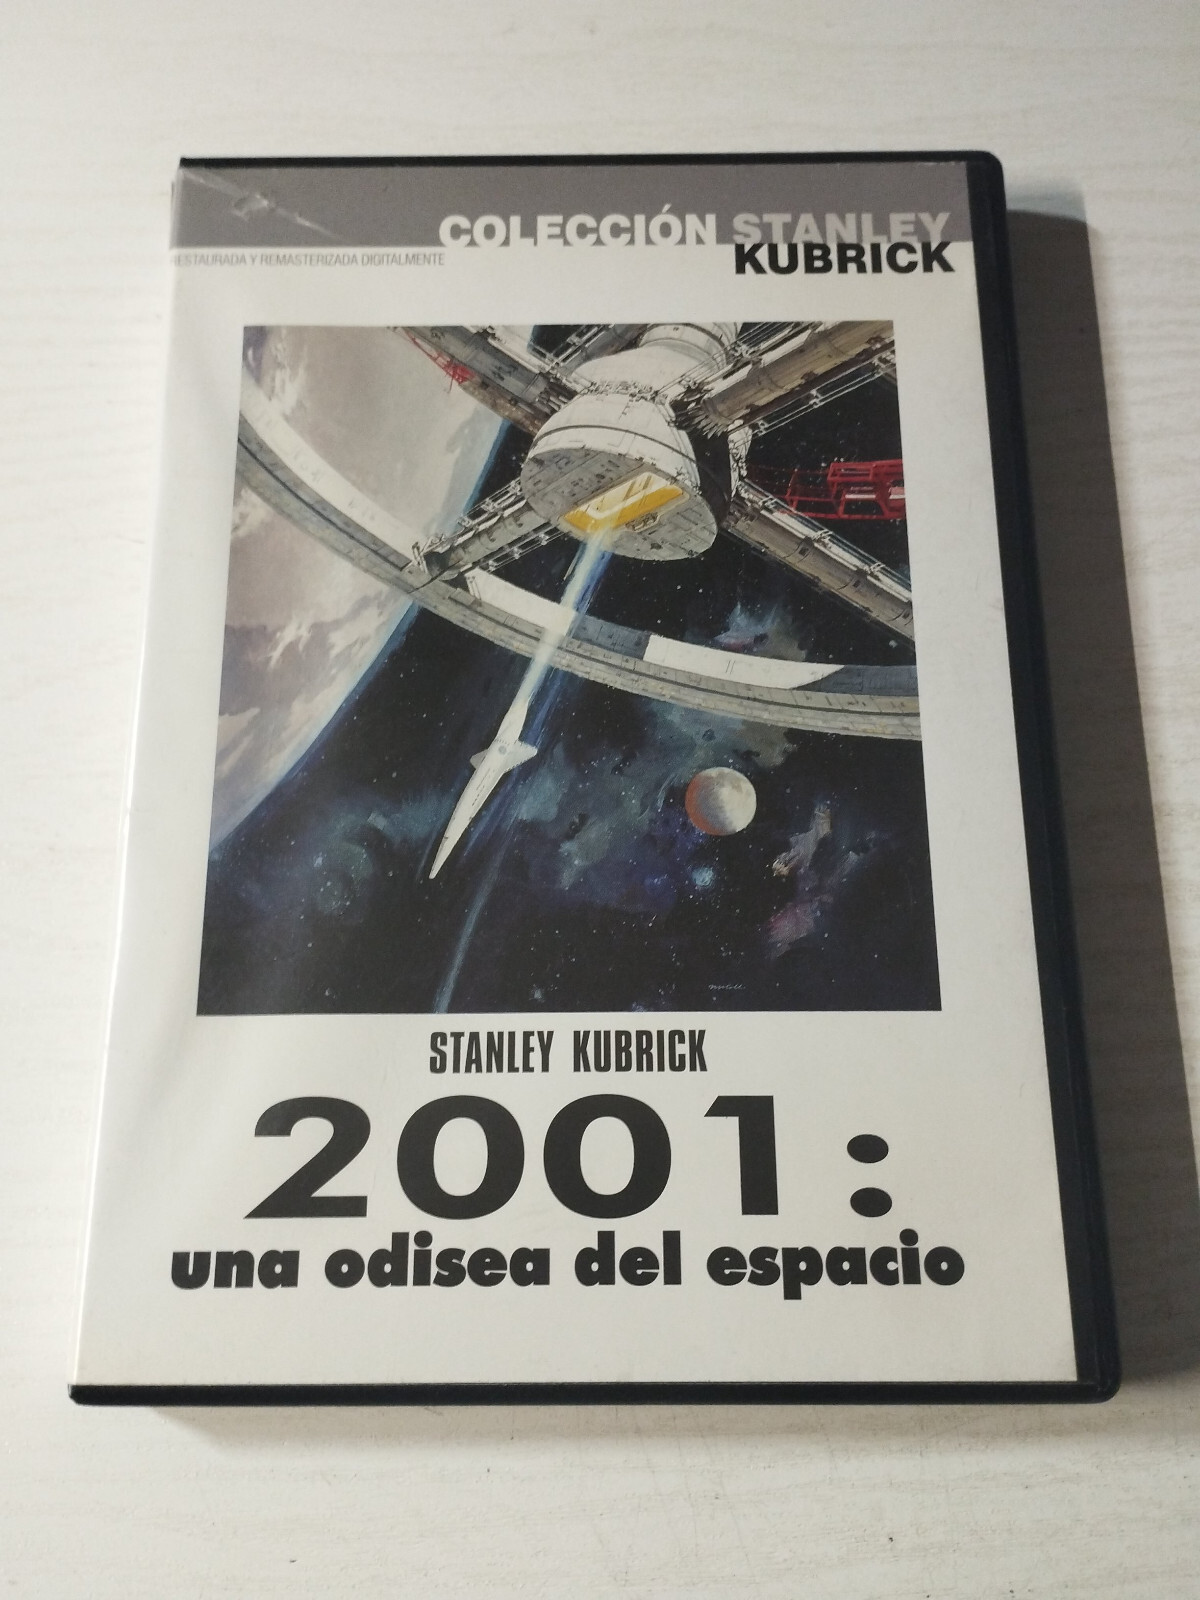 COLECCIÓN STANLEY
KUBRICK
RESTAURADA Y REMASTERIZADA DIGITALMENTE
STANLEY KUBRICK
2001:
una odisea del espacio